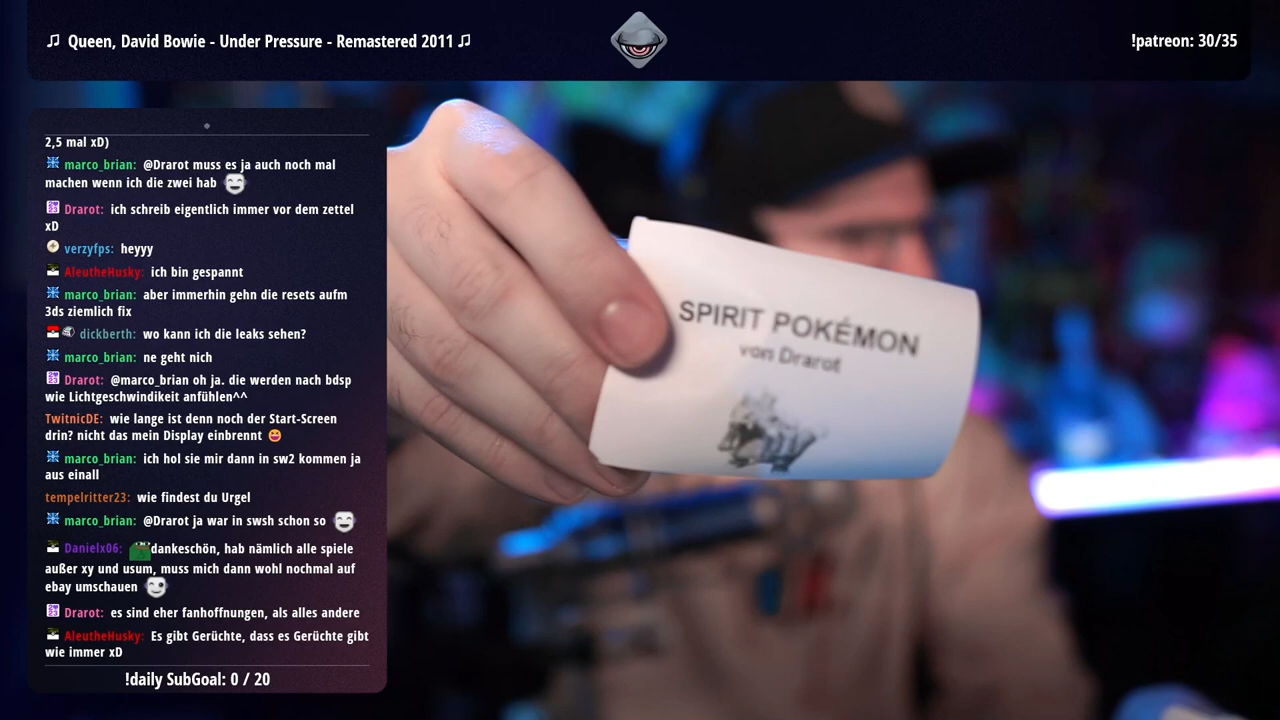 ♫ Queen, David Bowie - Under Pressure - Remastered 2011 ♫
!patreon: 30/35
2,5 mal xD)
marco_brian: @Drarot muss es ja auch noch mal
machen wenn ich die zwei hab
Drarot: ich schreib eigentlich immer vor dem zettel
xD
verzyfps: heyyy
AleutheHusky: ich bin gespannt
marco_brian: aber immerhin gehn die resets aufm
3ds ziemlich fix
dickberth: wo kann ich die leaks sehen?
marco_brian: ne geht nich
Drarot: @marco_brian oh ja. die werden nach bdsp
wie Lichtgeschwindikeit anfühlen^^
TwitnicDE: wie lange ist denn noch der Start-Screen
drin? nicht das mein Display einbrennt 😆
marco_brian: ich hol sie mir dann in sw2 kommen ja
aus einall
tempelritter23: wie findest du Urgel
marco_brian: @Drarot ja war in swsh schon so
Danielx06: dankeschön, hab nämlich alle spiele
außer xy und usum, muss mich dann wohl nochmal auf
ebay umschauen
Drarot: es sind eher fanhoffnungen, als alles andere
AleutheHusky: Es gibt Gerüchte, dass es Gerüchte gibt
wie immer xD
!daily SubGoal: 0 / 20
SPIRIT POKÉMON
von Drarot